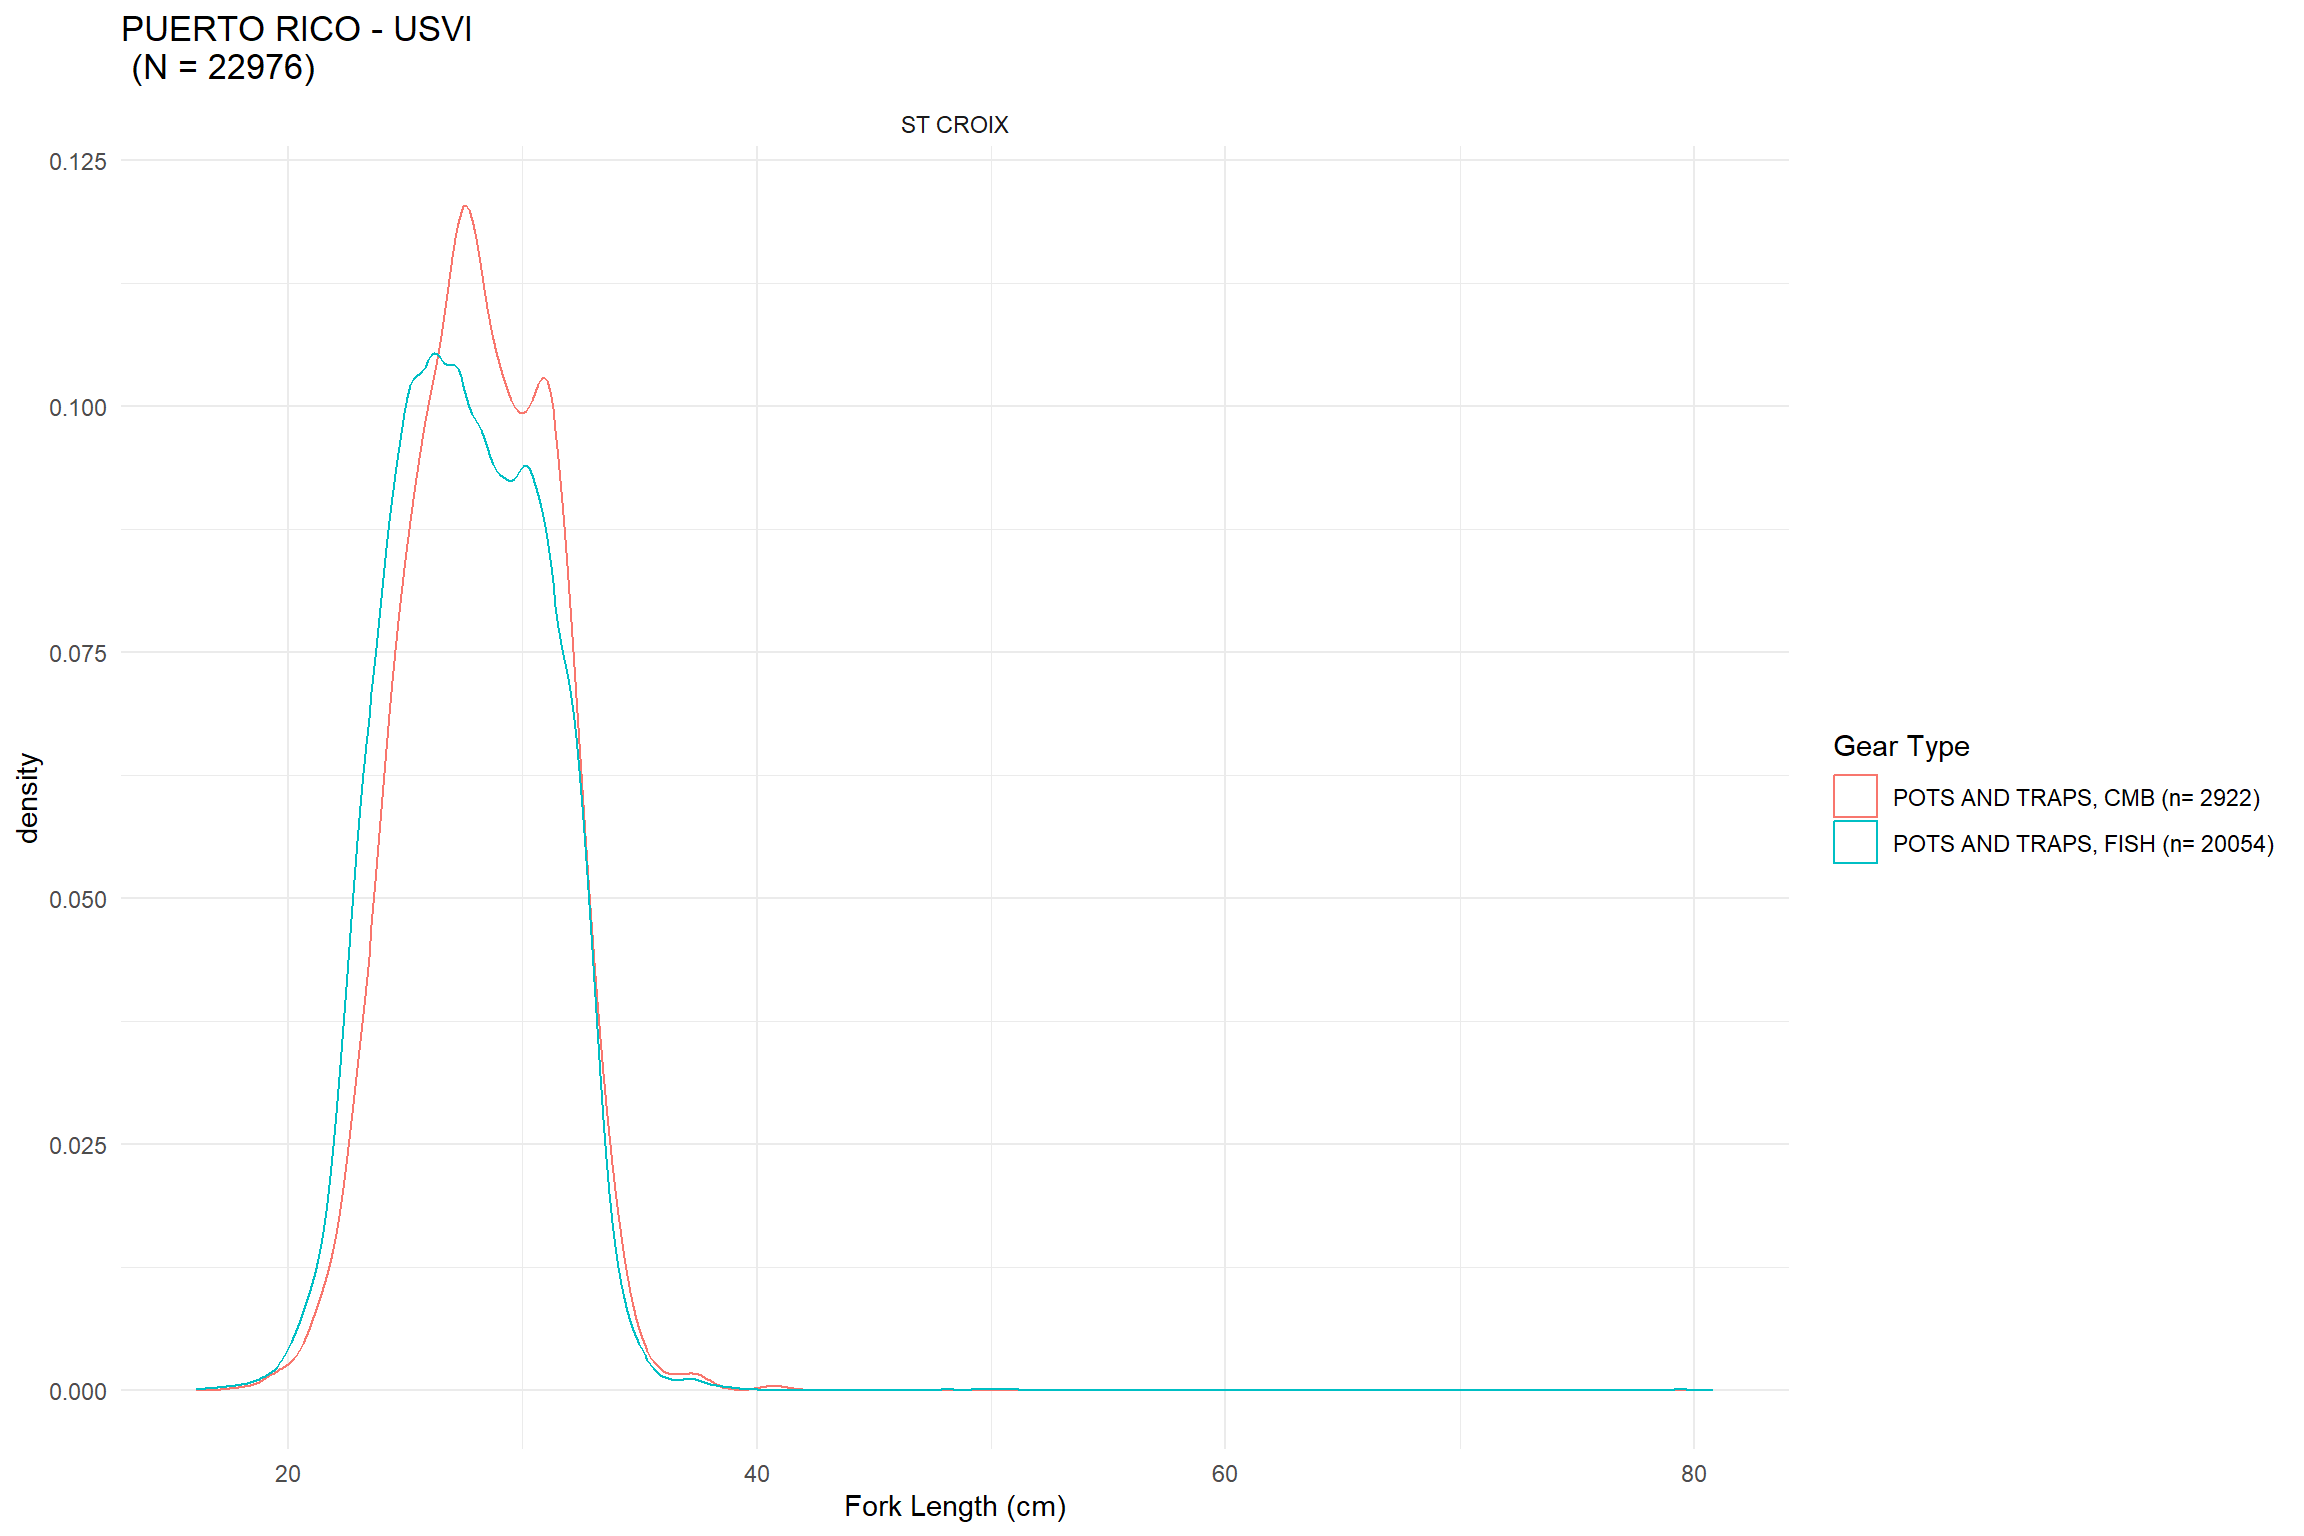 PUERTO RICO - USVI
(N = 22976)
ST CROIX
0.125
0.100
0.075
0.050
0.025
0.000
density
20 40 60 80
Fork Length (cm)
Gear Type
POTS AND TRAPS, CMB (n= 2922)
POTS AND TRAPS, FISH (n= 20054)